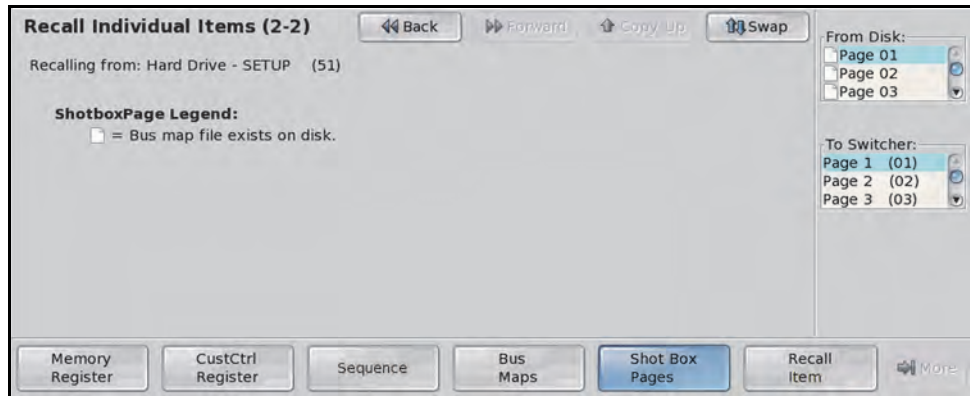 Recall Individual Items (2-2)
Back
Forward
Copy Up
Swap
Recalling from: Hard Drive - SETUP (51)
ShotboxPage Legend:
= Bus map file exists on disk.
From Disk:
Page 01
Page 02
Page 03
To Switcher:
Page 1 (01)
Page 2 (02)
Page 3 (03)
Memory
Register
CustCtrl
Register
Sequence
Bus
Maps
Shot Box
Pages
Recall
Item
More